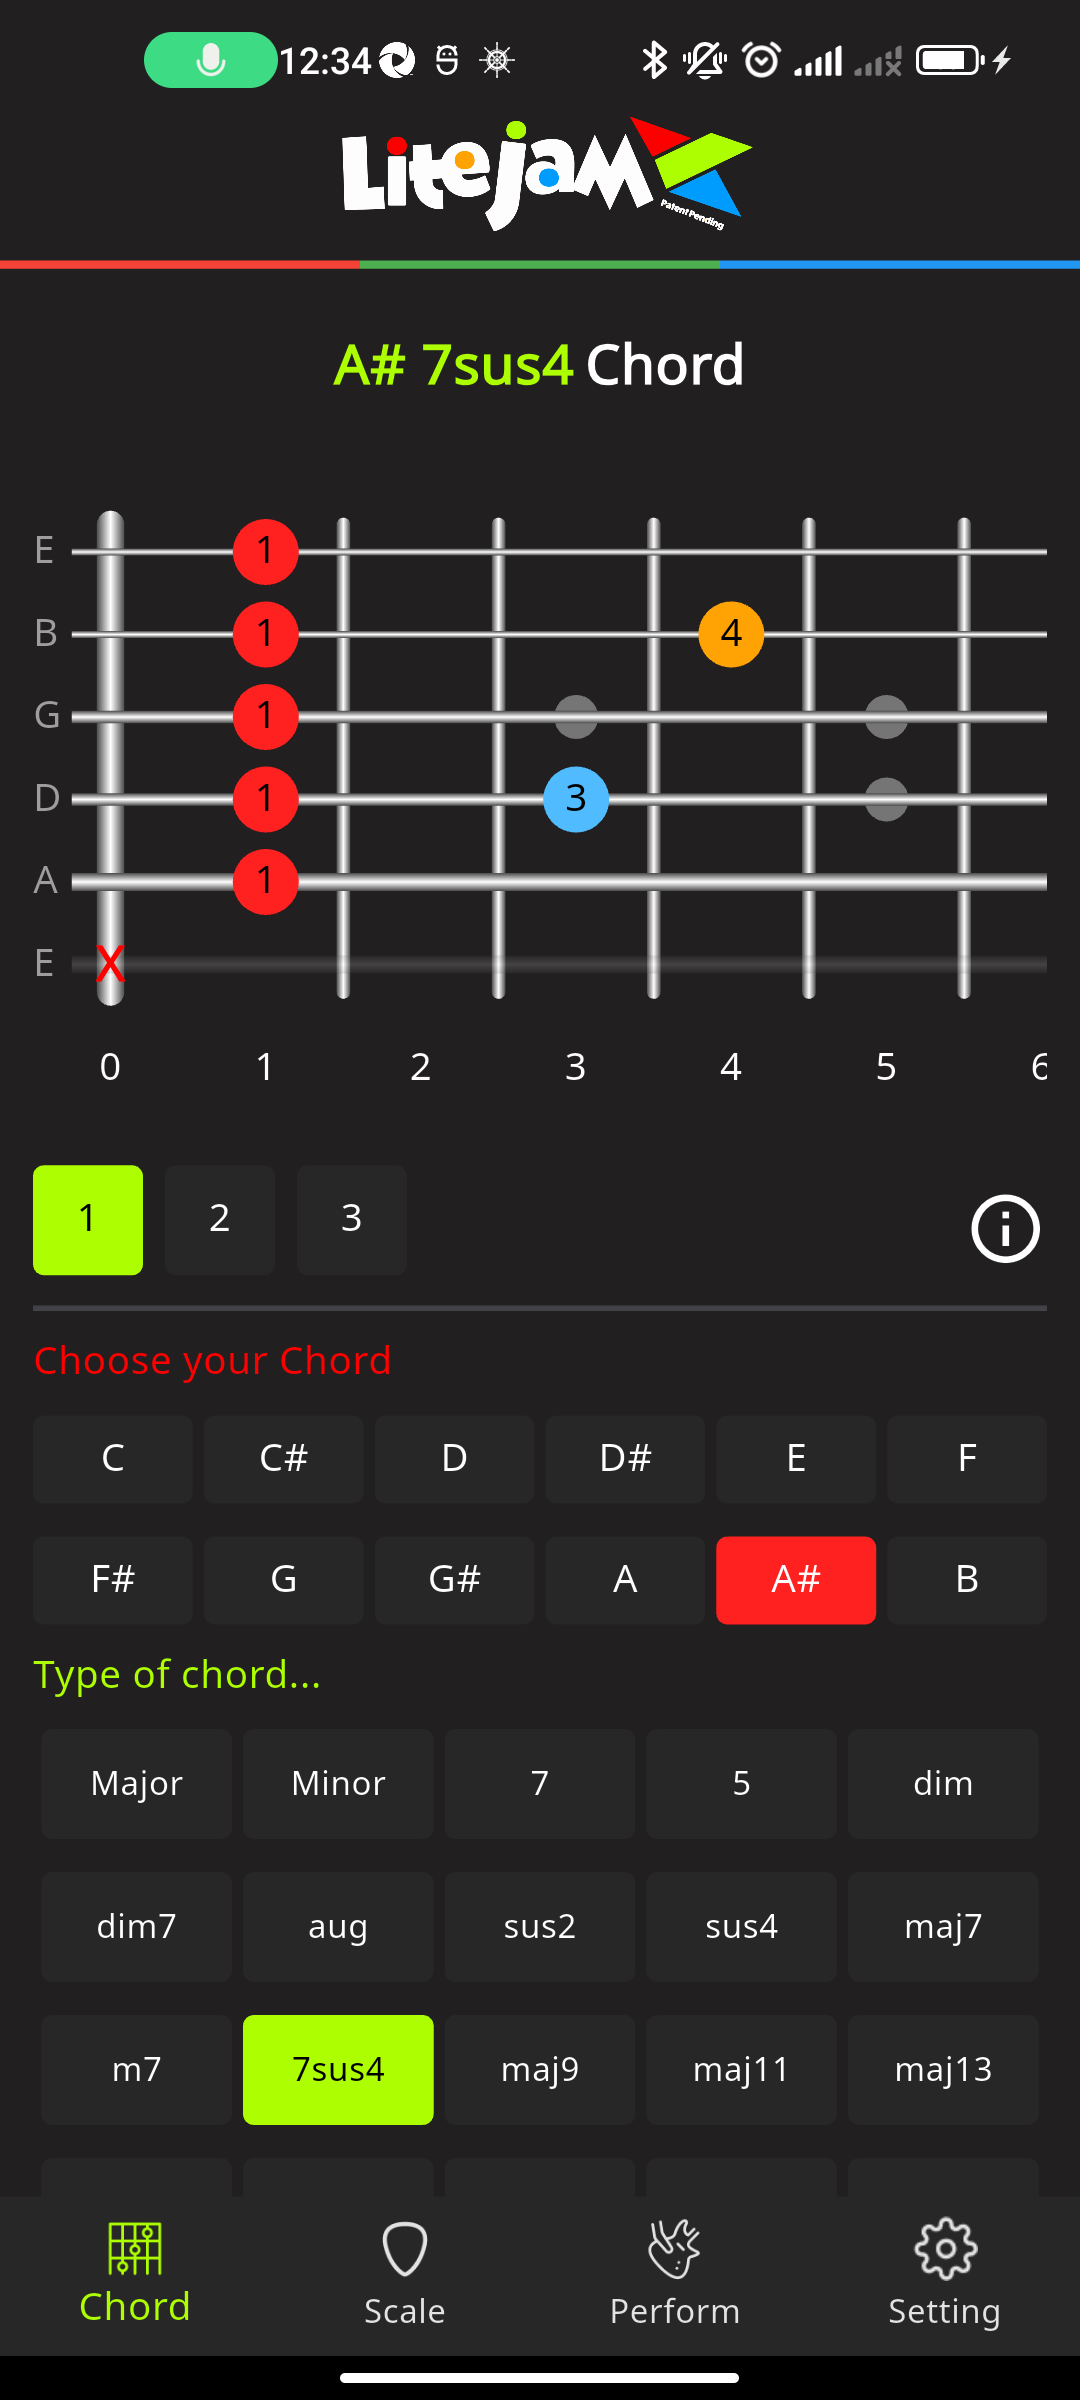 12:34
Litejam
Patent Pending
A# 7sus4 Chord
E 1
B 1 4
G 1
D 1 3
A 1
E X
0 1 2 3 4 5 6
1 2 3
Choose your Chord
C C# D D# E F
F# G G# A A# B
Type of chord...
Major Minor 7 5 dim
dim7 aug sus2 sus4 maj7
m7 7sus4 maj9 maj11 maj13
Chord Scale Perform Setting